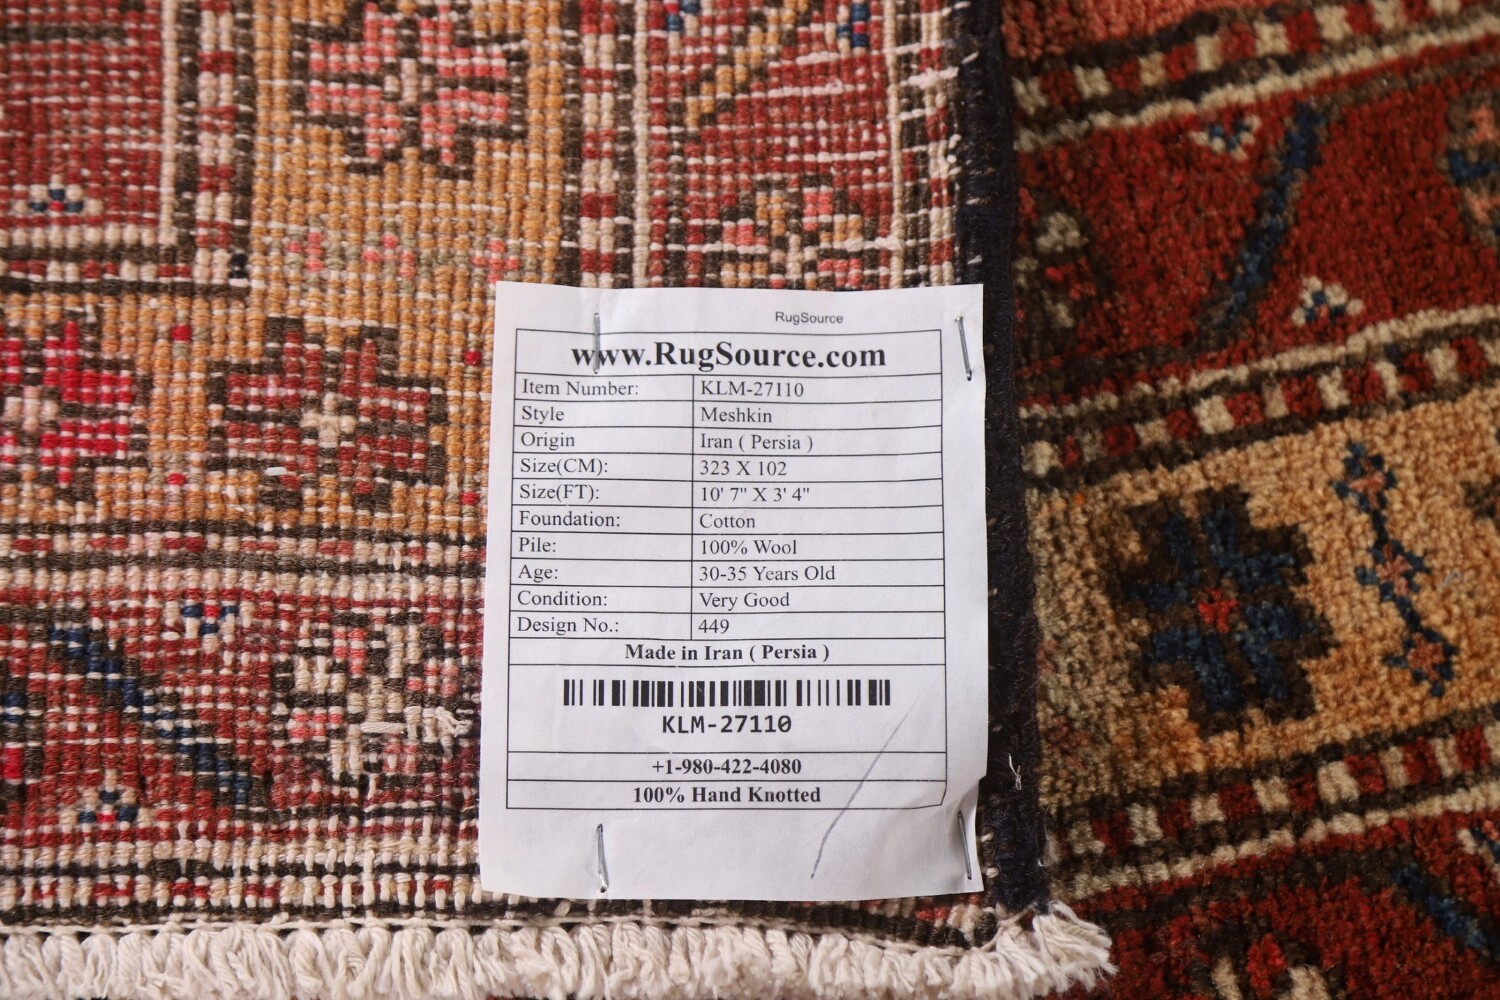 RugSource
www.RugSource.com
Item Number: KLM-27110
Style Meshkin
Origin Iran ( Persia )
Size(CM): 323 X 102
Size(FT): 10' 7" X 3' 4"
Foundation: Cotton
Pile: 100% Wool
Age: 30-35 Years Old
Condition: Very Good
Design No.: 449
Made in Iran ( Persia )
KLM-27110
+1-980-422-4080
100% Hand Knotted